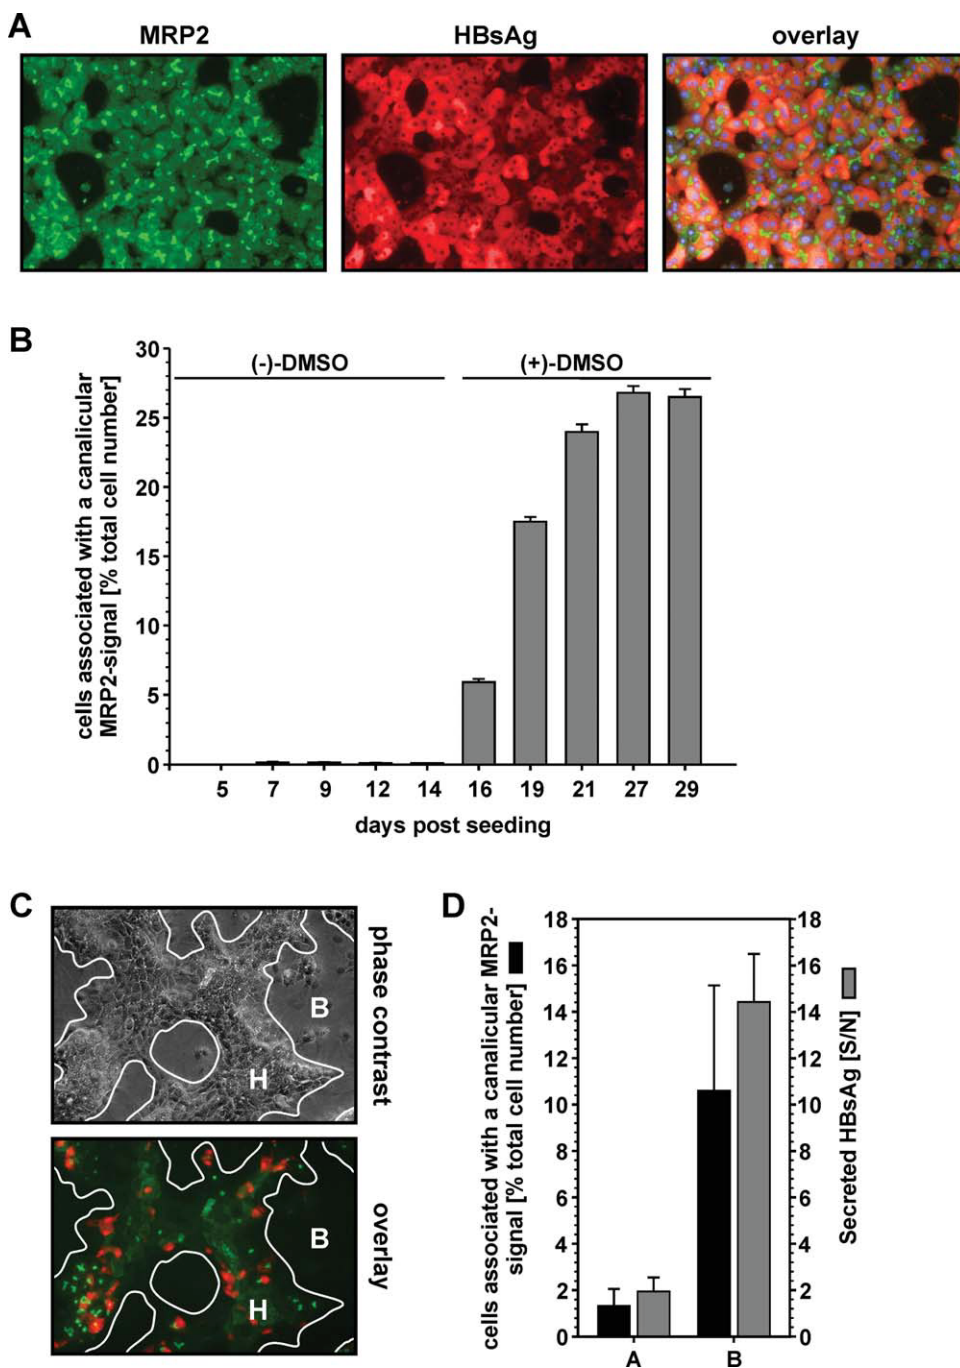 A
MRP2
HBsAg
overlay
B
cells associated with a canalicular
MRP2-signal [% total cell number]
30
25
20
15
10
5
0
(-)-DMSO
(+)-DMSO
5 7 9 12 14 16 19 21 27 29
days post seeding
C
phase contrast
B
H
overlay
B
H
D
cells associated with a canalicular MRP2-
signal [% total cell number]
18
16
14
12
10
8
6
4
2
0
18
16
14
12
10
8
6
4
2
0
Secreted HBsAg [S/N]
A B